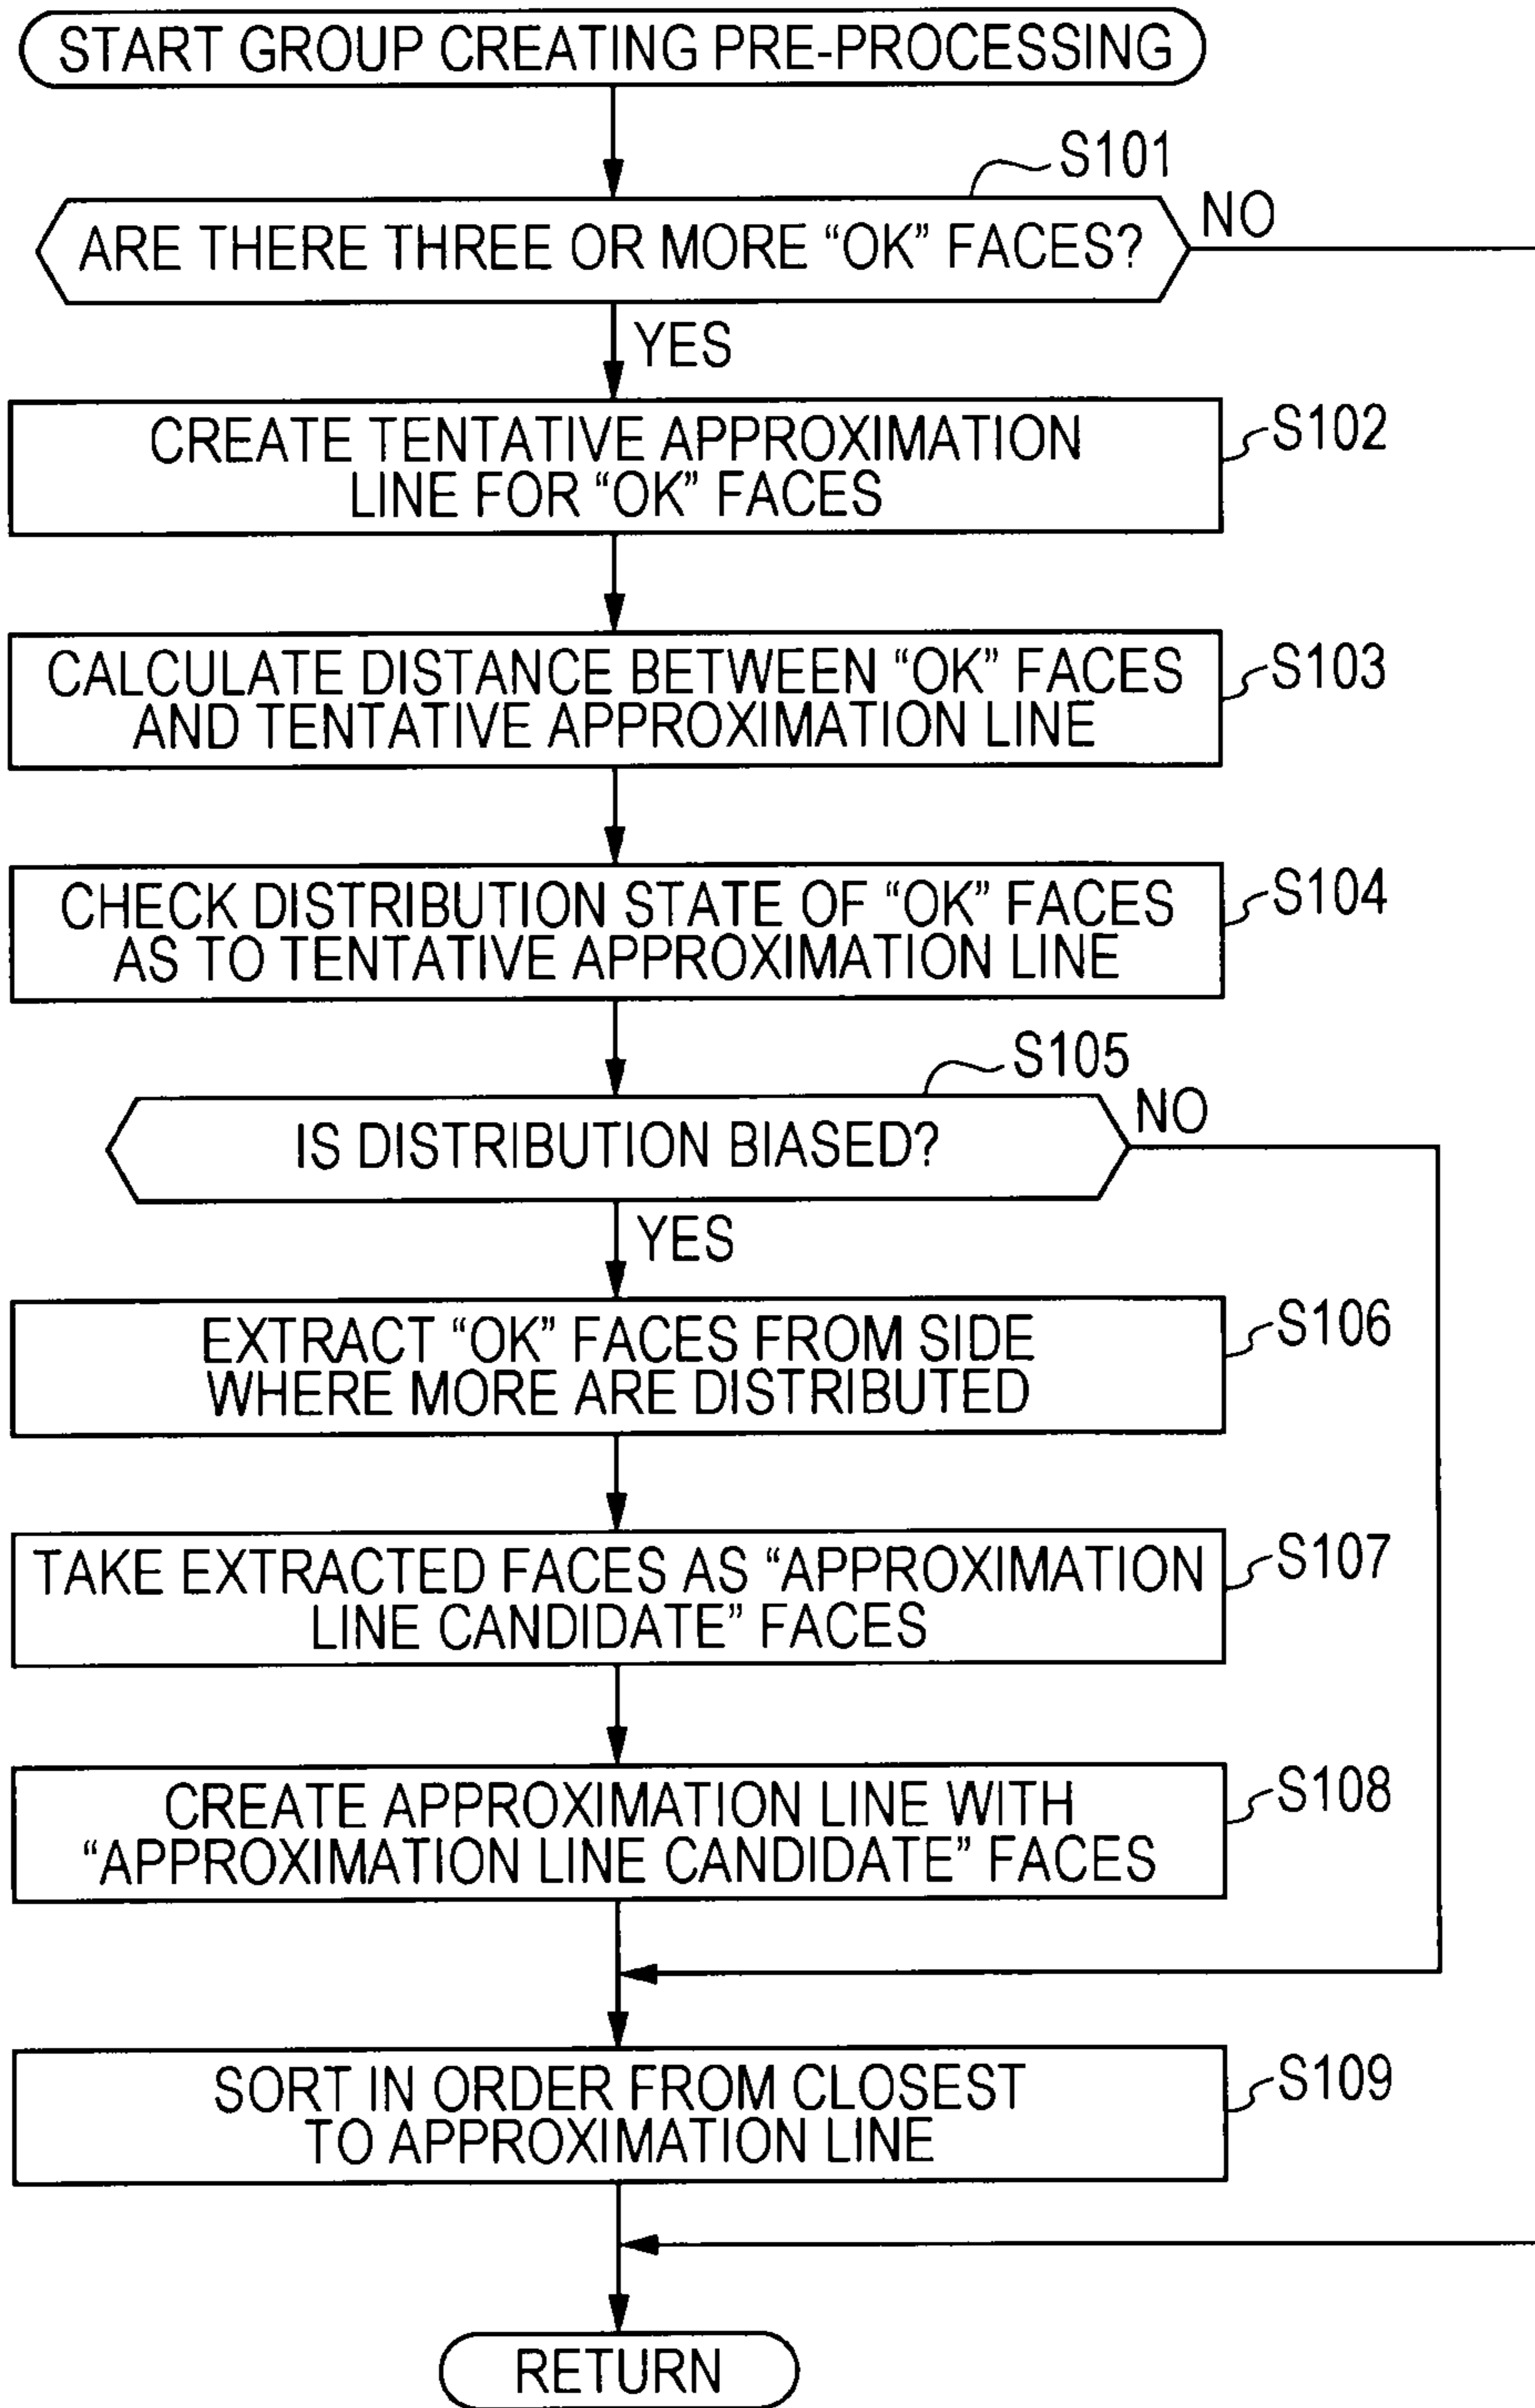 START GROUP CREATING PRE-PROCESSING
S101
ARE THERE THREE OR MORE “OK” FACES?
NO
YES
CREATE TENTATIVE APPROXIMATION
LINE FOR “OK” FACES
S102
CALCULATE DISTANCE BETWEEN “OK” FACES
AND TENTATIVE APPROXIMATION LINE
S103
CHECK DISTRIBUTION STATE OF “OK” FACES
AS TO TENTATIVE APPROXIMATION LINE
S104
S105
IS DISTRIBUTION BIASED?
NO
YES
EXTRACT “OK” FACES FROM SIDE
WHERE MORE ARE DISTRIBUTED
S106
TAKE EXTRACTED FACES AS “APPROXIMATION
LINE CANDIDATE” FACES
S107
CREATE APPROXIMATION LINE WITH
“APPROXIMATION LINE CANDIDATE” FACES
S108
SORT IN ORDER FROM CLOSEST
TO APPROXIMATION LINE
S109
RETURN